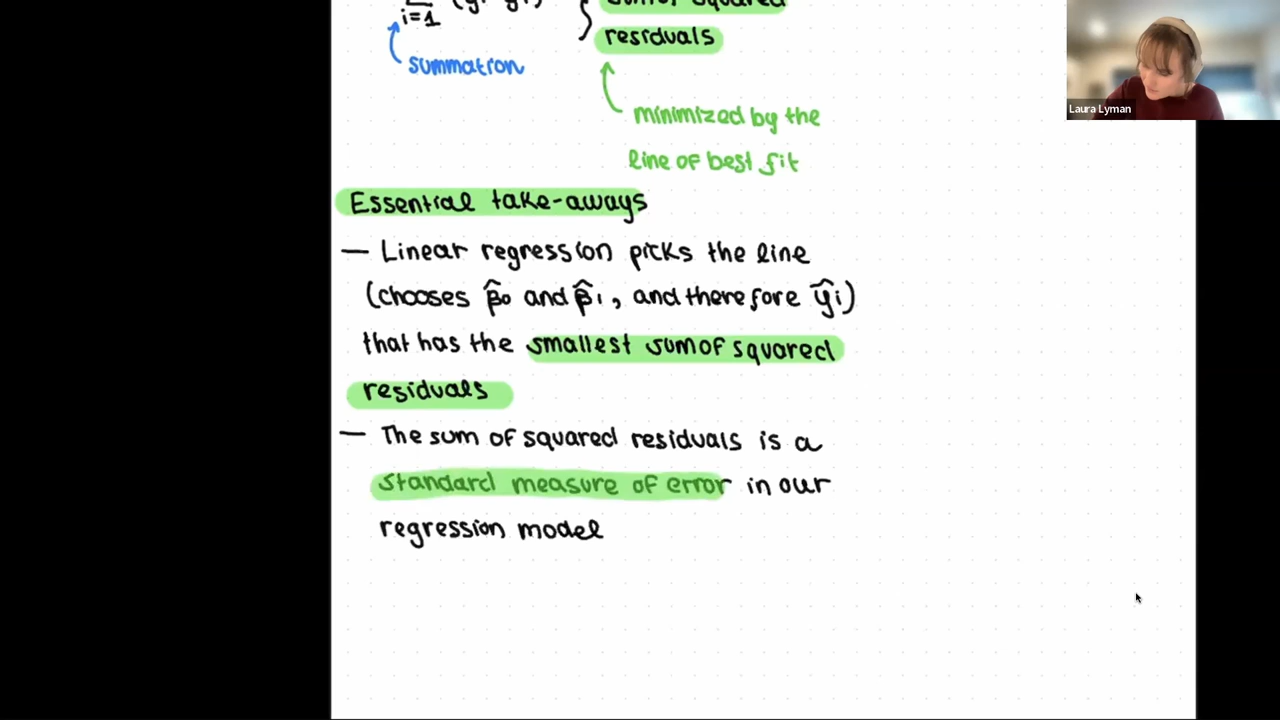 i=1
residuals
summation
minimized by the
line of best fit
Essential take-aways
— Linear regression picks the line
(chooses β̂0 and β̂1, and therefore ŷi)
that has the smallest sum of squared
residuals
— The sum of squared residuals is a
standard measure of error in our
regression model
Laura Lyman